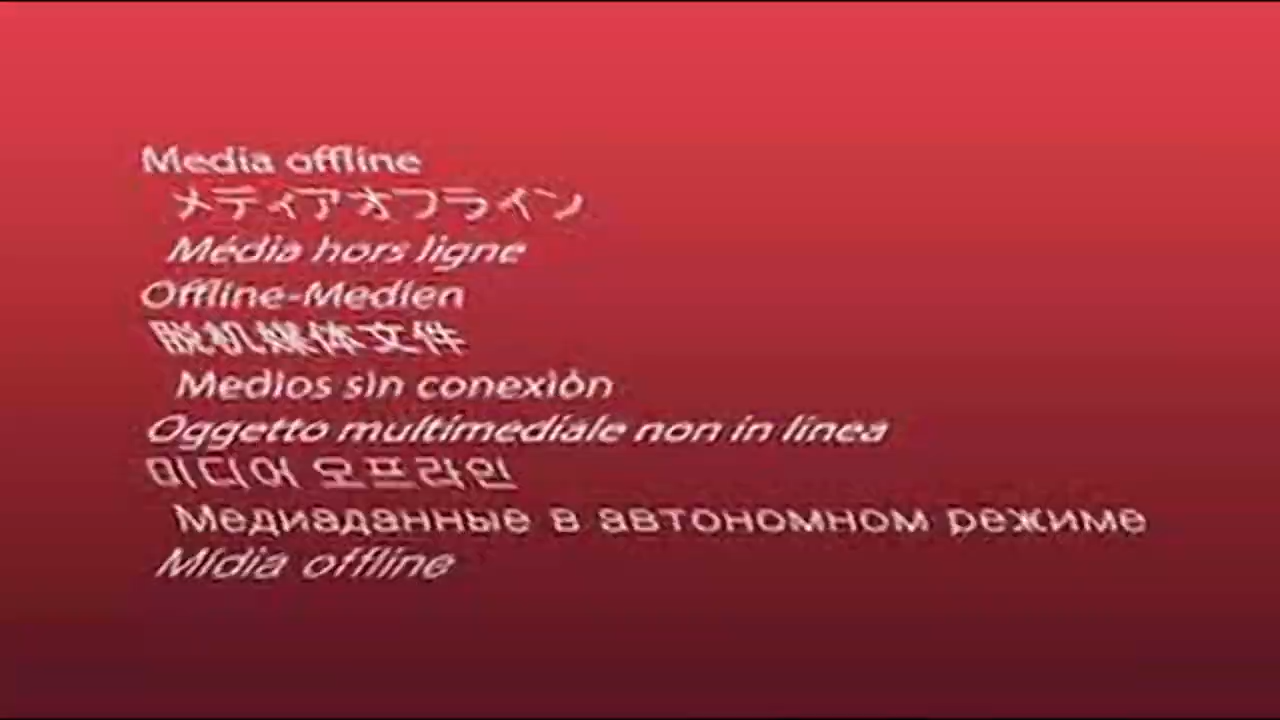 Media offline
メディアオフライン
Média hors ligne
Offline-Medien
脱机媒体文件
Medios sin conexión
Oggetto multimediale non in linea
미디어 오프라인
Медиаданные в автономном режиме
Mídia offline